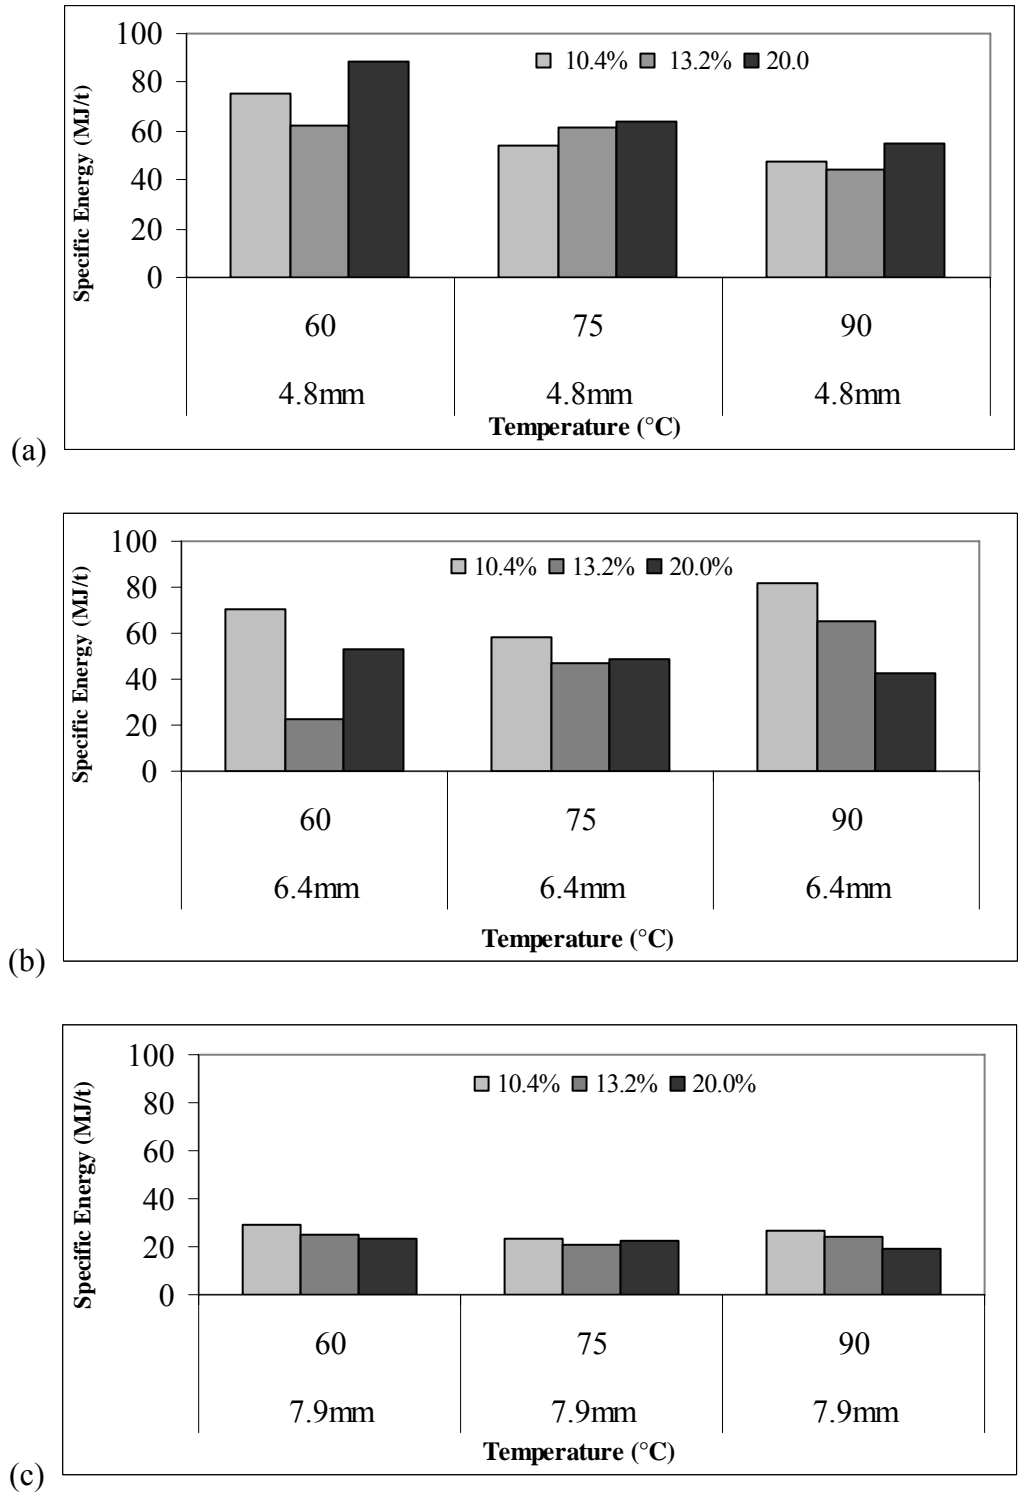 100
80
60
40
20
0
Specific Energy (MJ/t)
10.4% 13.2% 20.0
60 75 90
4.8mm 4.8mm 4.8mm
Temperature (°C)
(a)
100
80
60
40
20
0
Specific Energy (MJ/t)
10.4% 13.2% 20.0%
60 75 90
6.4mm 6.4mm 6.4mm
Temperature (°C)
(b)
100
80
60
40
20
0
Specific Energy (MJ/t)
10.4% 13.2% 20.0%
60 75 90
7.9mm 7.9mm 7.9mm
Temperature (°C)
(c)